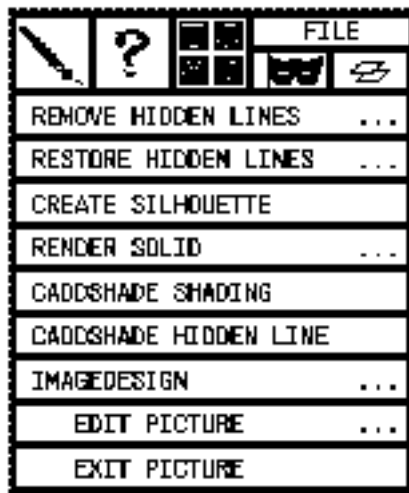 ?
FILE
REMOVE HIDDEN LINES ...
RESTORE HIDDEN LINES ...
CREATE SILHOUETTE
RENDER SOLID ...
CADDSHADE SHADING
CADDSHADE HIDDEN LINE
IMAGEDESIGN ...
EDIT PICTURE ...
EXIT PICTURE